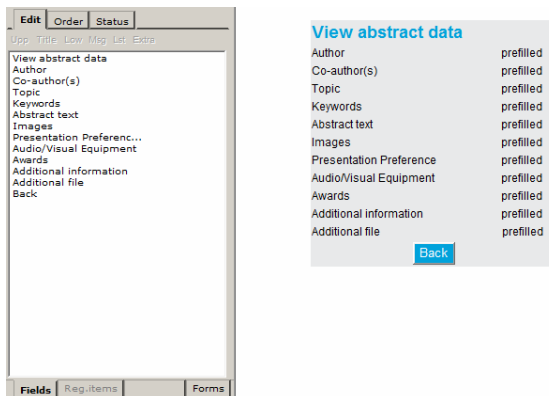 Edit Order Status
Upp Title Low Msg Lst Extra
View abstract data
Author
Co-author(s)
Topic
Keywords
Abstract text
Images
Presentation Preferenc...
Audio/Visual Equipment
Awards
Additional information
Additional file
Back
Fields Reg.items Forms
View abstract data
Author prefilled
Co-author(s) prefilled
Topic prefilled
Keywords prefilled
Abstract text prefilled
Images prefilled
Presentation Preference prefilled
Audio/Visual Equipment prefilled
Awards prefilled
Additional information prefilled
Additional file prefilled
Back